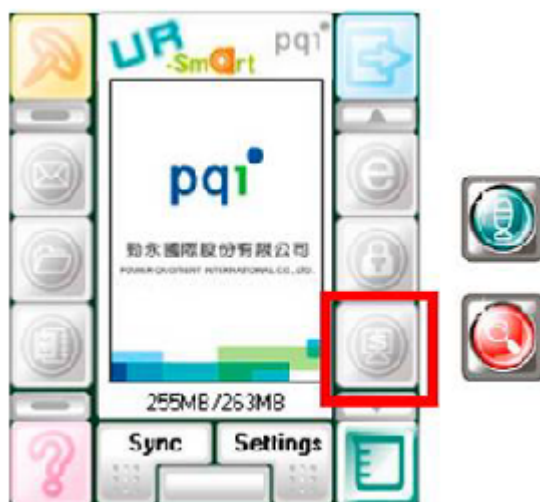 UR
-Smart
pqi
pqi
勁永國際股份有限公司
POWER QUOTIENT INTERNATIONAL CO., LTD.
255MB/263MB
Sync
Settings